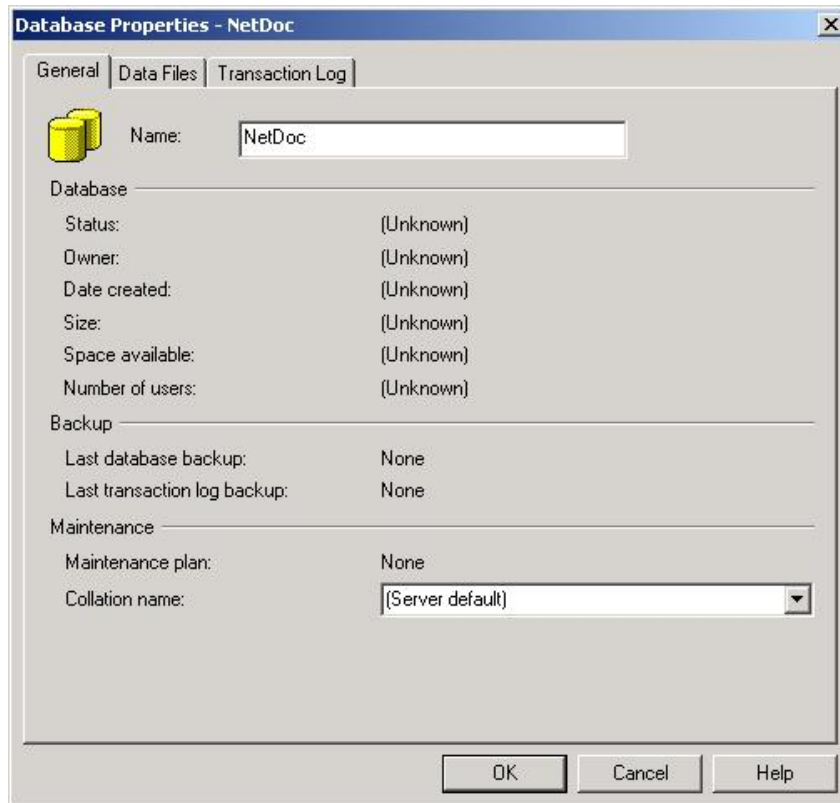 Database Properties - NetDoc
General Data Files Transaction Log
Name: NetDoc
Database
Status: (Unknown)
Owner: (Unknown)
Date created: (Unknown)
Size: (Unknown)
Space available: (Unknown)
Number of users: (Unknown)
Backup
Last database backup: None
Last transaction log backup: None
Maintenance
Maintenance plan: None
Collation name: (Server default)
OK Cancel Help